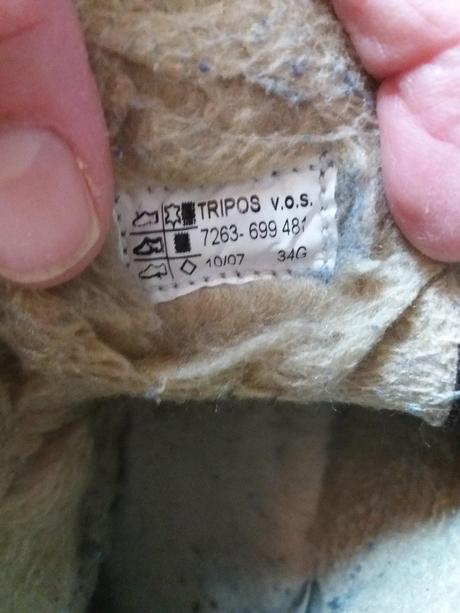 TRIPOS v.o.s.
7263- 699 481
10/07 34G